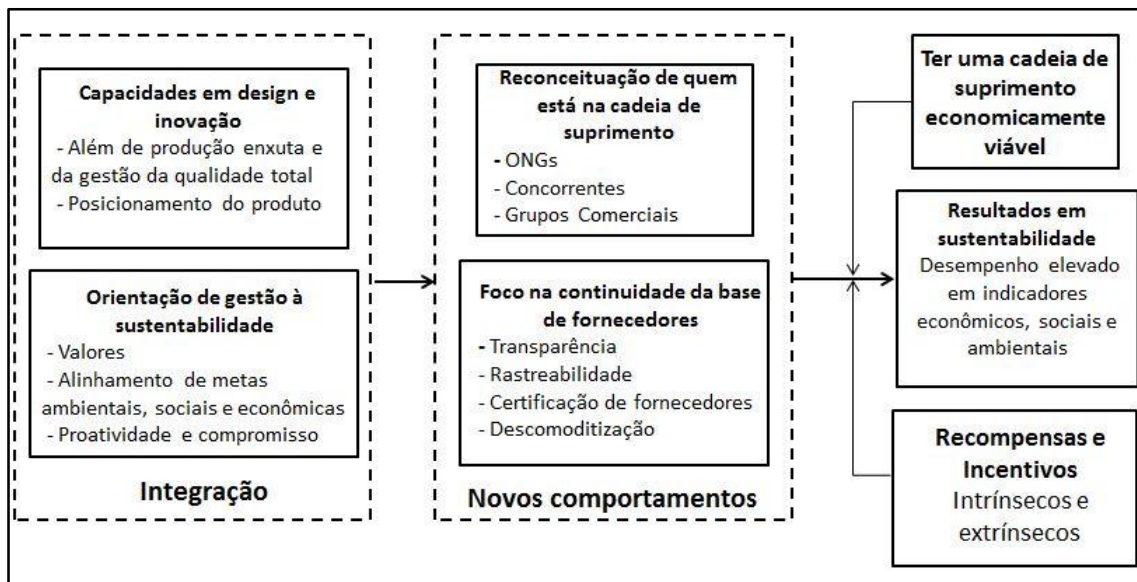 Capacidades em design e
inovação
- Além de produção enxuta e
da gestão da qualidade total
- Posicionamento do produto
Orientação de gestão à
sustentabilidade
- Valores
- Alinhamento de metas
ambientais, sociais e econômicas
- Proatividade e compromisso
Integração
Reconceituação de quem
está na cadeia de
suprimento
- ONGs
- Concorrentes
- Grupos Comerciais
Foco na continuidade da base
de fornecedores
- Transparência
- Rastreabilidade
- Certificação de fornecedores
- Descomoditização
Novos comportamentos
Ter uma cadeia de
suprimento
economicamente
viável
Resultados em
sustentabilidade
Desempenho elevado
em indicadores
econômicos, sociais e
ambientais
Recompensas e
Incentivos
Intrínsecos e
extrínsecos